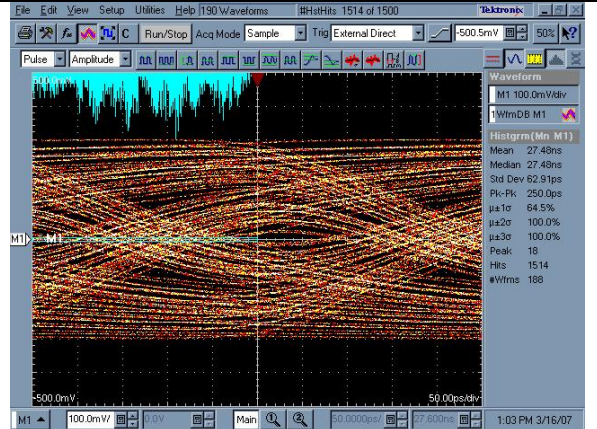 File Edit View Setup Utilities Help 190 Waveforms #HstHits 1514 of 1500 Tektronix
Run/Stop Acq Mode Sample Trig External Direct -500.5mV 50%
Pulse Amplitude
Waveform
M1 100.0mV/div
1 WfmDB M1
Histgrm(Mn M1)
Mean 27.48ns
Median 27.48ns
Std Dev 62.91ps
Pk-Pk 250.0ps
µ±1σ 64.5%
µ±2σ 100.0%
µ±3σ 100.0%
Peak 18
Hits 1514
#Wfms 188
M1 M1
-500.0mV 50.00ps/div
M1 100.0mV/ 0.0V Main 50.0000ps/ 27.600ns 1:03 PM 3/16/07